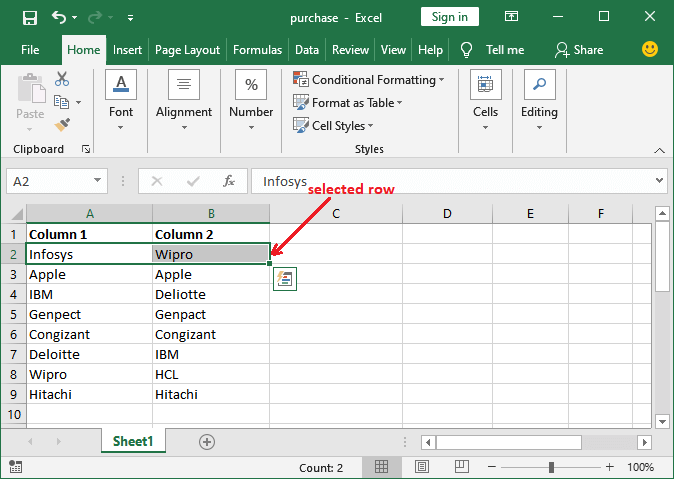 purchase - Excel
Sign in
File Home Insert Page Layout Formulas Data Review View Help Tell me Share
Paste
Clipboard
A
Font
Alignment
%
Number
Conditional Formatting
Format as Table
Cell Styles
Styles
Cells
Editing
A2 fx Infosys
selected row
A B C D E F
1 Column 1 Column 2
2 Infosys Wipro
3 Apple Apple
4 IBM Deliotte
5 Genpect Genpact
6 Congizant Congizant
7 Deloitte IBM
8 Wipro HCL
9 Hitachi Hitachi
10
Sheet1
Count: 2 100%